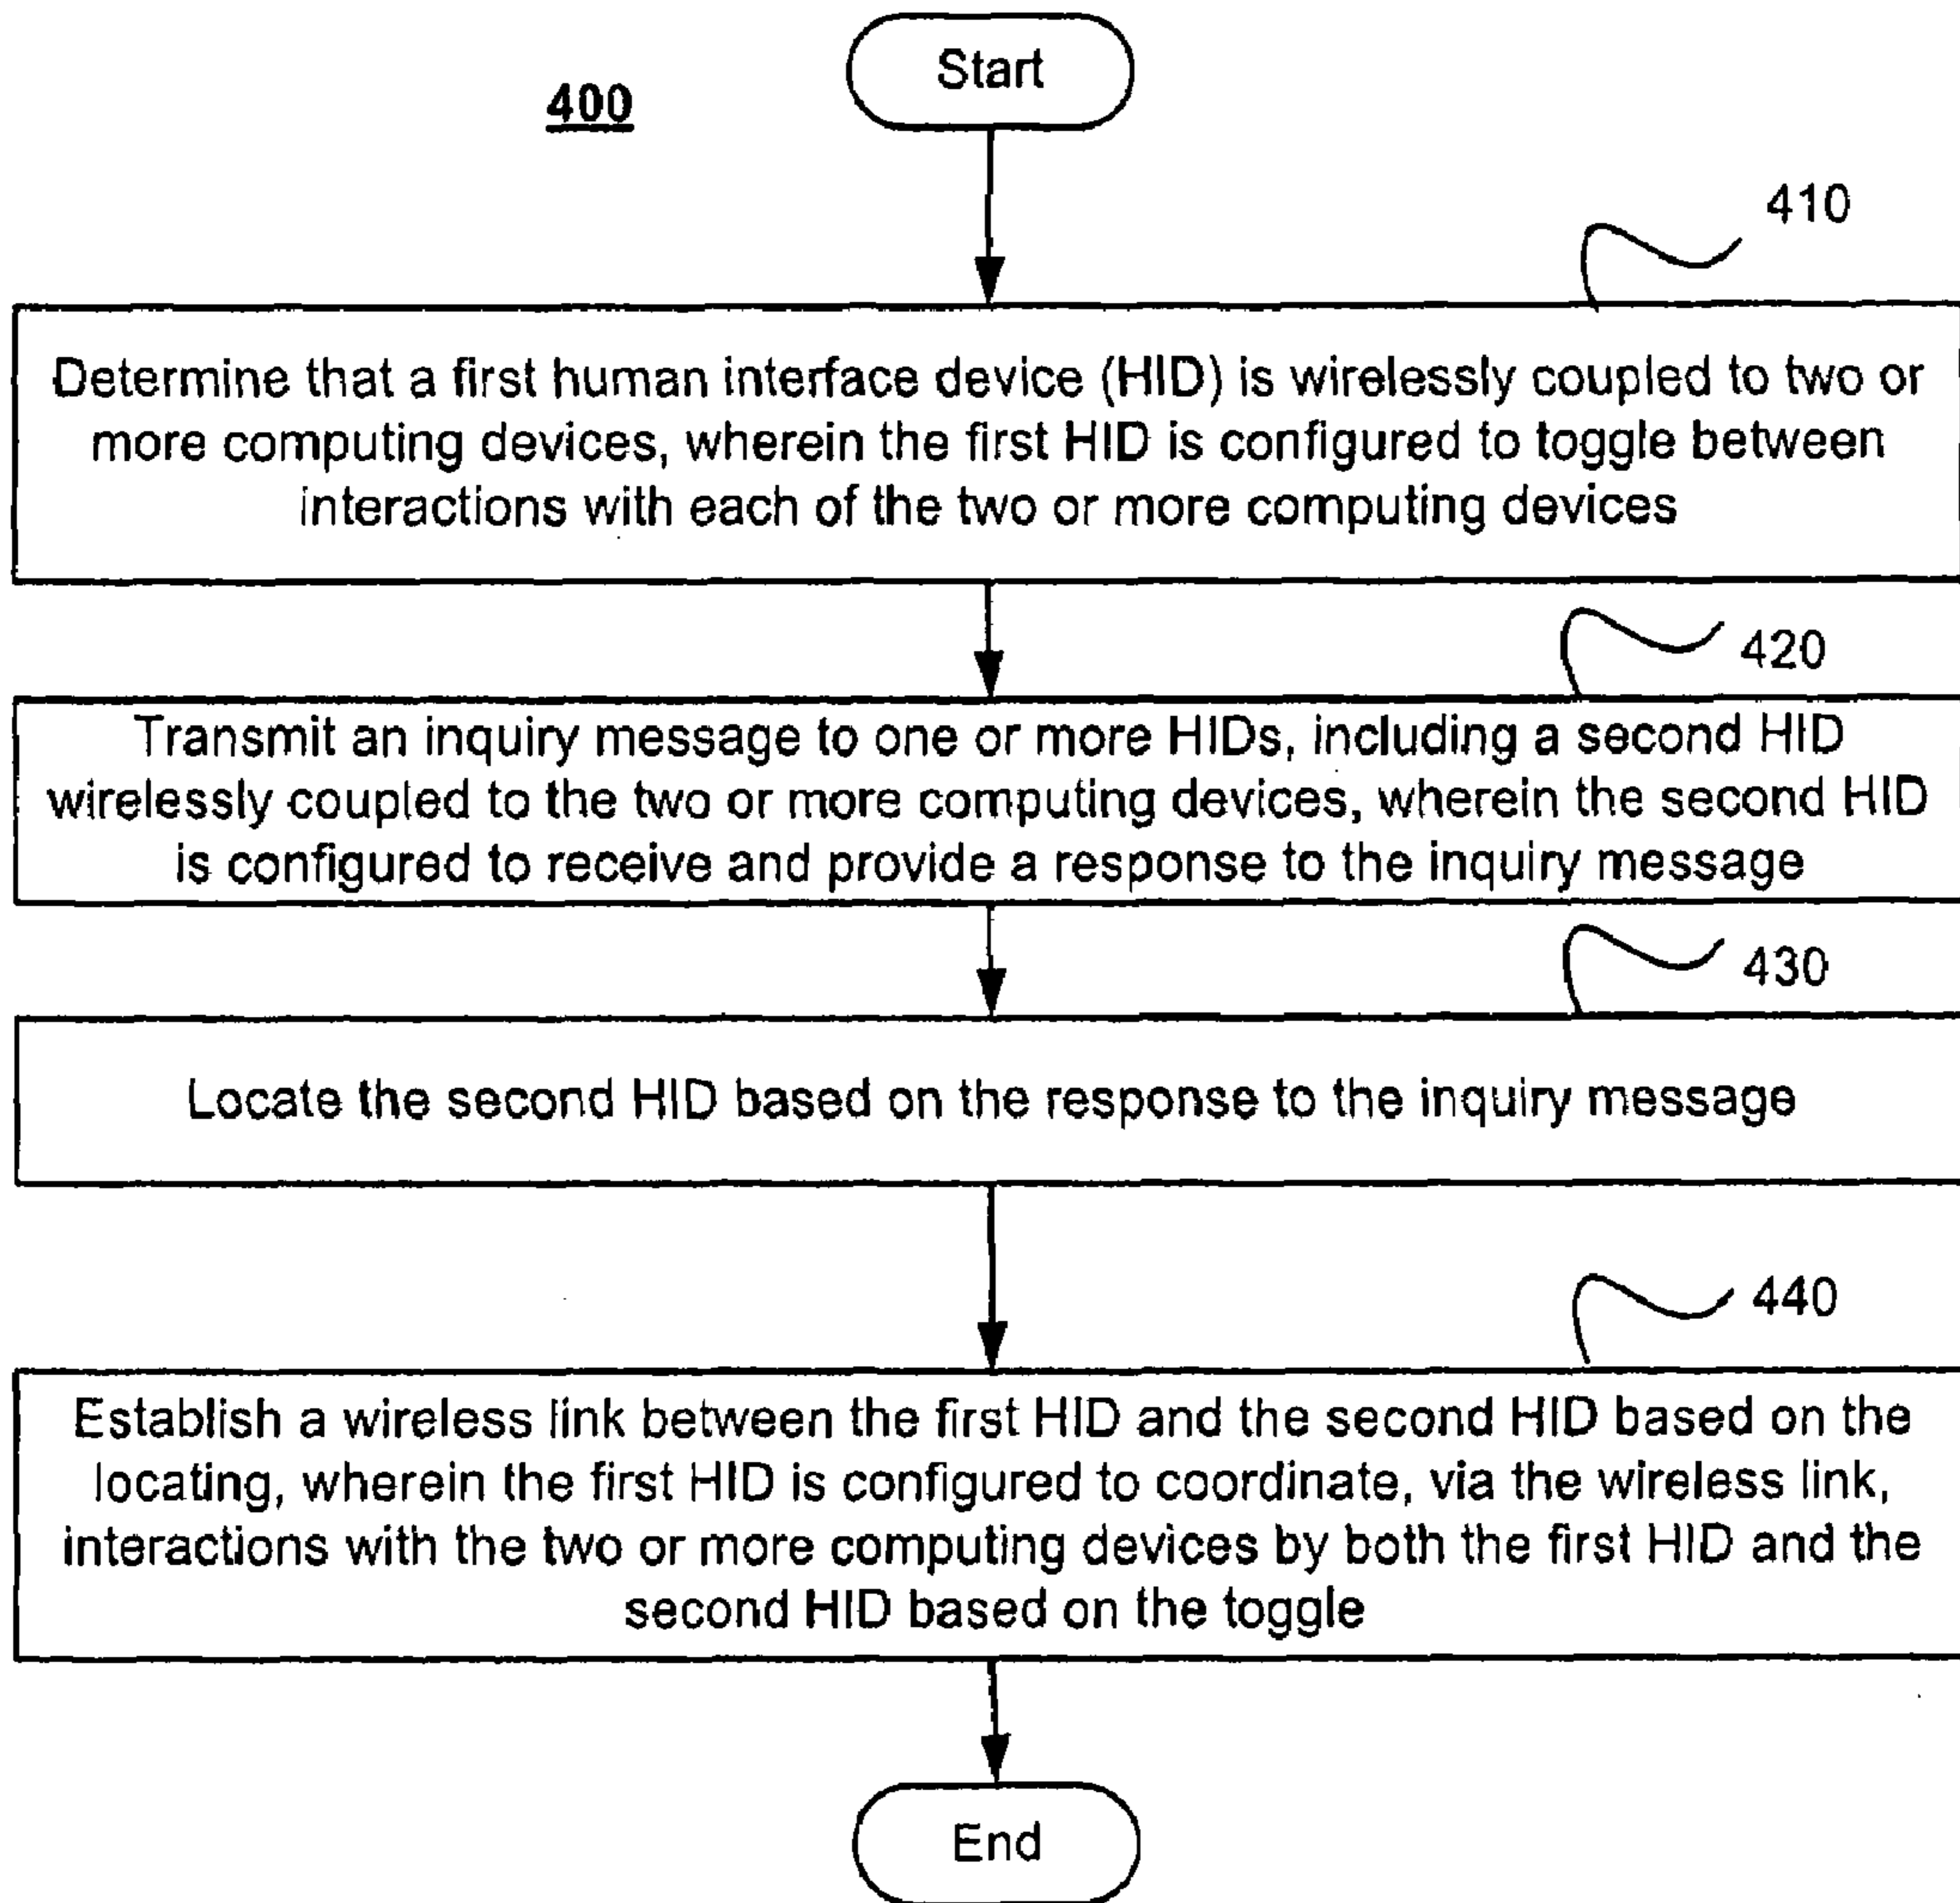 Start
400
410
Determine that a first human interface device (HID) is wirelessly coupled to two or
more computing devices, wherein the first HID is configured to toggle between
interactions with each of the two or more computing devices
420
Transmit an inquiry message to one or more HIDs, including a second HID
wirelessly coupled to the two or more computing devices, wherein the second HID
is configured to receive and provide a response to the inquiry message
430
Locate the second HID based on the response to the inquiry message
440
Establish a wireless link between the first HID and the second HID based on the
locating, wherein the first HID is configured to coordinate, via the wireless link,
interactions with the two or more computing devices by both the first HID and the
second HID based on the toggle
End